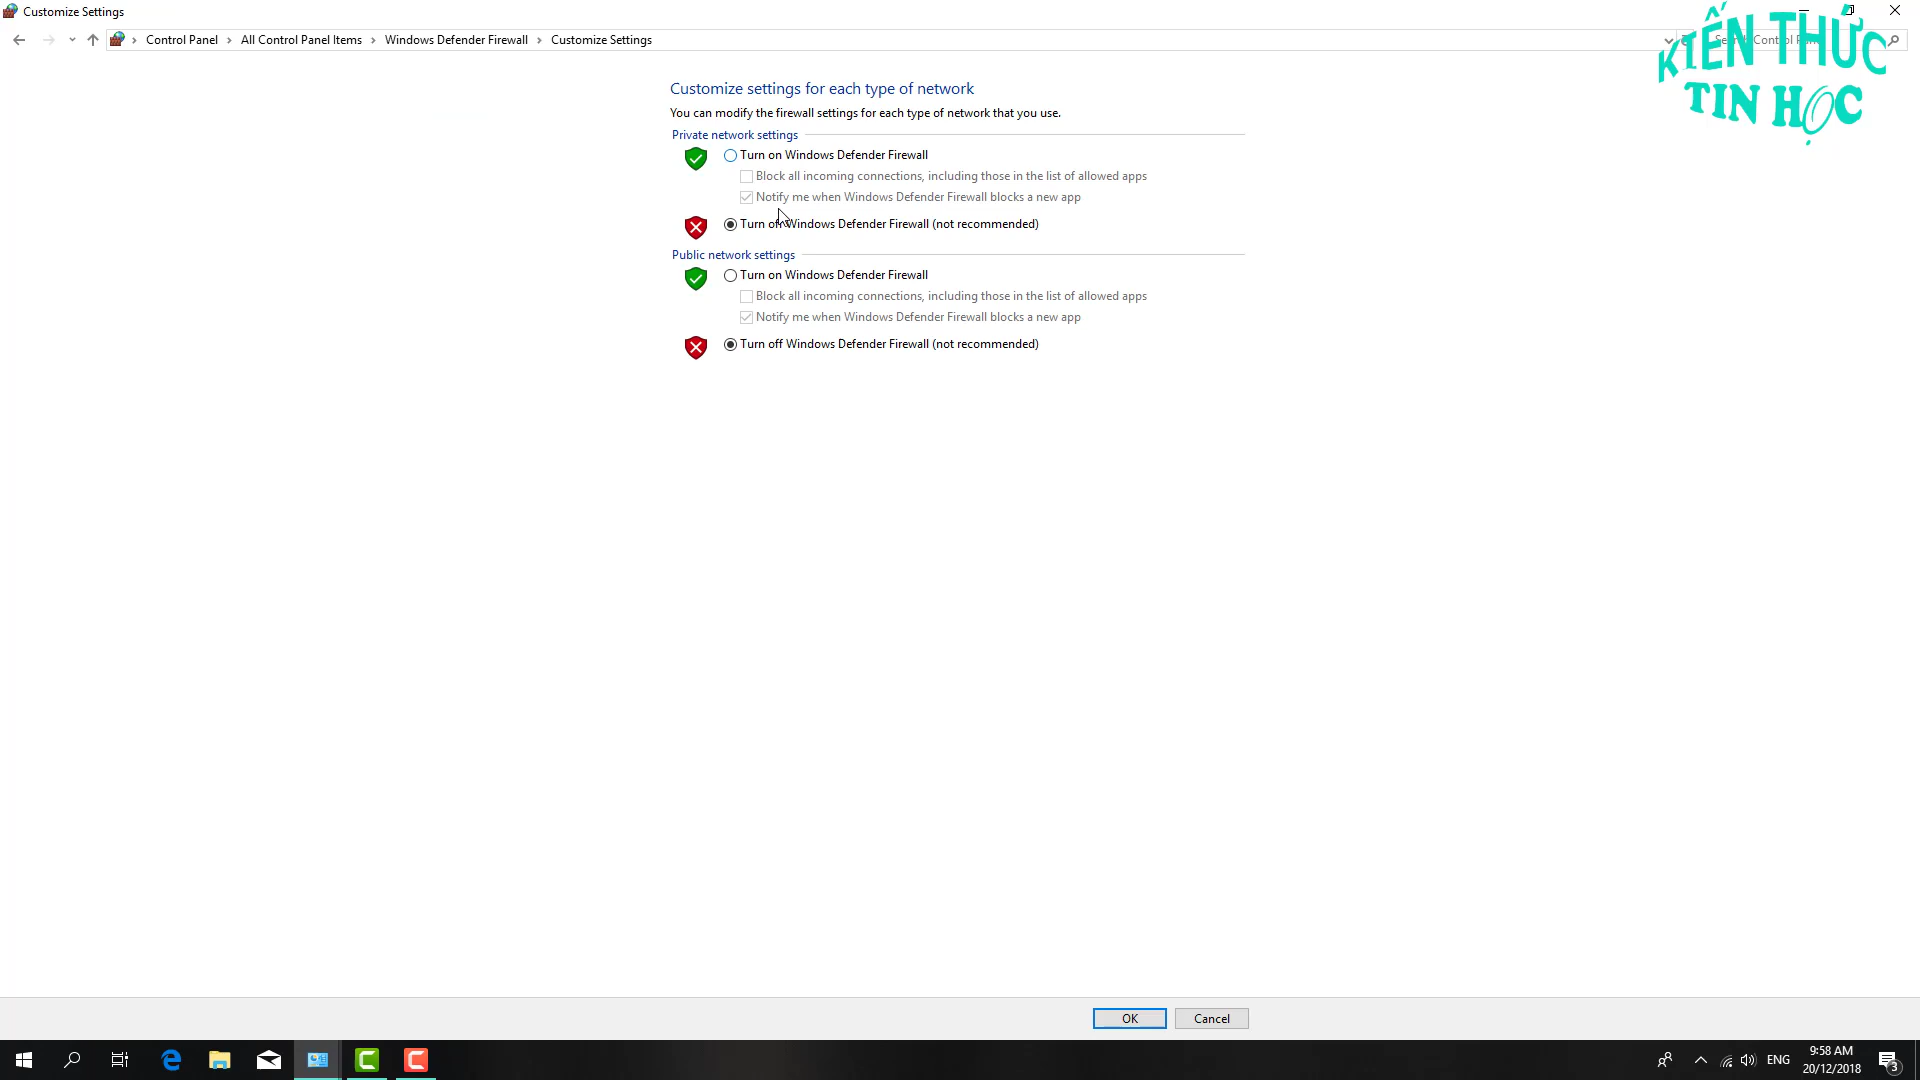 Customize Settings
Control Panel
All Control Panel Items
Windows Defender Firewall
Customize Settings
KIẾN THỨC
TIN HỌC
Customize settings for each type of network
You can modify the firewall settings for each type of network that you use.
Private network settings
Turn on Windows Defender Firewall
Block all incoming connections, including those in the list of allowed apps
Notify me when Windows Defender Firewall blocks a new app
Turn off Windows Defender Firewall (not recommended)
Public network settings
Turn on Windows Defender Firewall
Block all incoming connections, including those in the list of allowed apps
Notify me when Windows Defender Firewall blocks a new app
Turn off Windows Defender Firewall (not recommended)
OK
Cancel
ENG
9:58 AM
20/12/2018
3